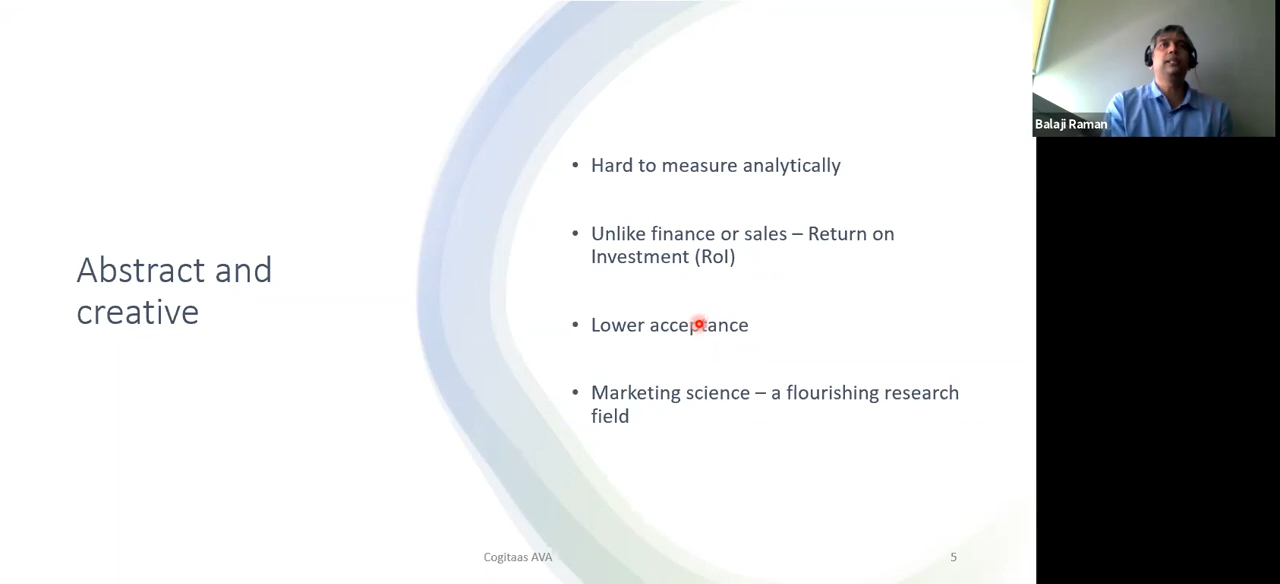 Balaji Raman
Abstract and
creative
• Hard to measure analytically
• Unlike finance or sales – Return on
Investment (RoI)
• Lower acceptance
• Marketing science – a flourishing research
field
Cogitaas AVA
5